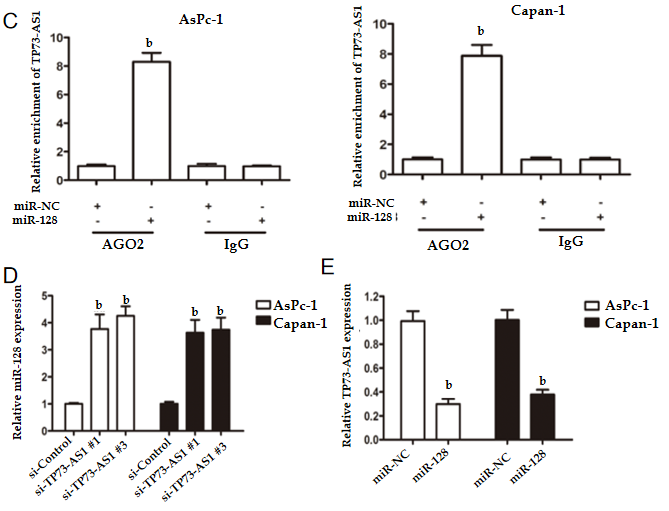 C
AsPc-1
Relative enrichment of TP73-AS1
10
8
6
4
2
0
miR-NC + - + -
miR-128 - + - +
AGO2 IgG
b
Capan-1
Relative enrichment of TP73-AS1
10
8
6
4
2
0
miR-NC + - + -
miR-128 - + - +
AGO2 IgG
b
D
Relative miR-128 expression
5
4
3
2
1
0
b b b b
AsPc-1
Capan-1
si-Control
si-TP73-AS1 #1
si-TP73-AS1 #3
si-Control
si-TP73-AS1 #1
si-TP73-AS1 #3
E
Relative TP73-AS1 expression
1.2
1.0
0.8
0.6
0.4
0.2
0.0
b b
AsPc-1
Capan-1
miR-NC
miR-128
miR-NC
miR-128